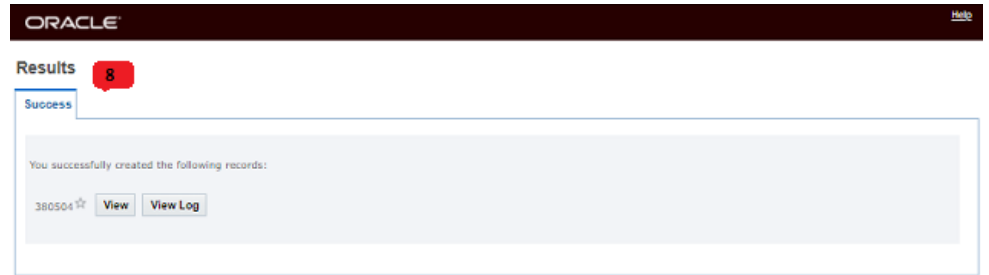 ORACLE
Help
Results
8
Success
You successfully created the following records:
380504 View View Log